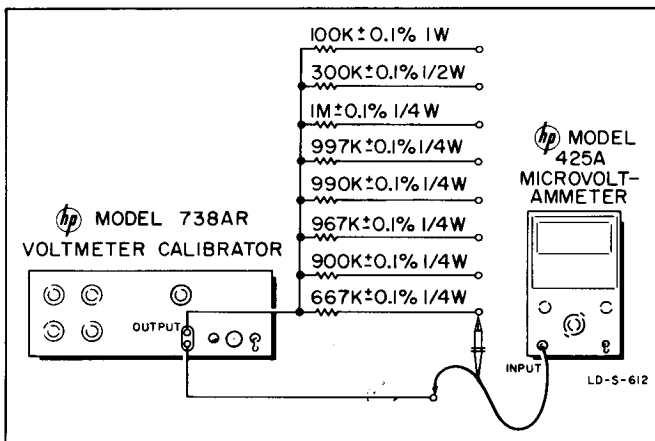 100K±0.1% 1W
300K±0.1% 1/2W
1M±0.1% 1/4W
997K±0.1% 1/4W
990K±0.1% 1/4W
967K±0.1% 1/4W
900K±0.1% 1/4W
667K±0.1% 1/4W
hp MODEL 738AR
VOLTMETER CALIBRATOR
OUTPUT
hp MODEL
425A
MICROVOLT-
AMMETER
INPUT
LD-S-612